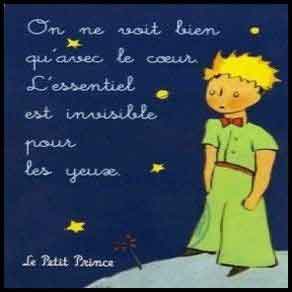 On ne voit bien
qu'avec le cœur.
L'essentiel
est invisible
pour
les yeux.
Le Petit Prince